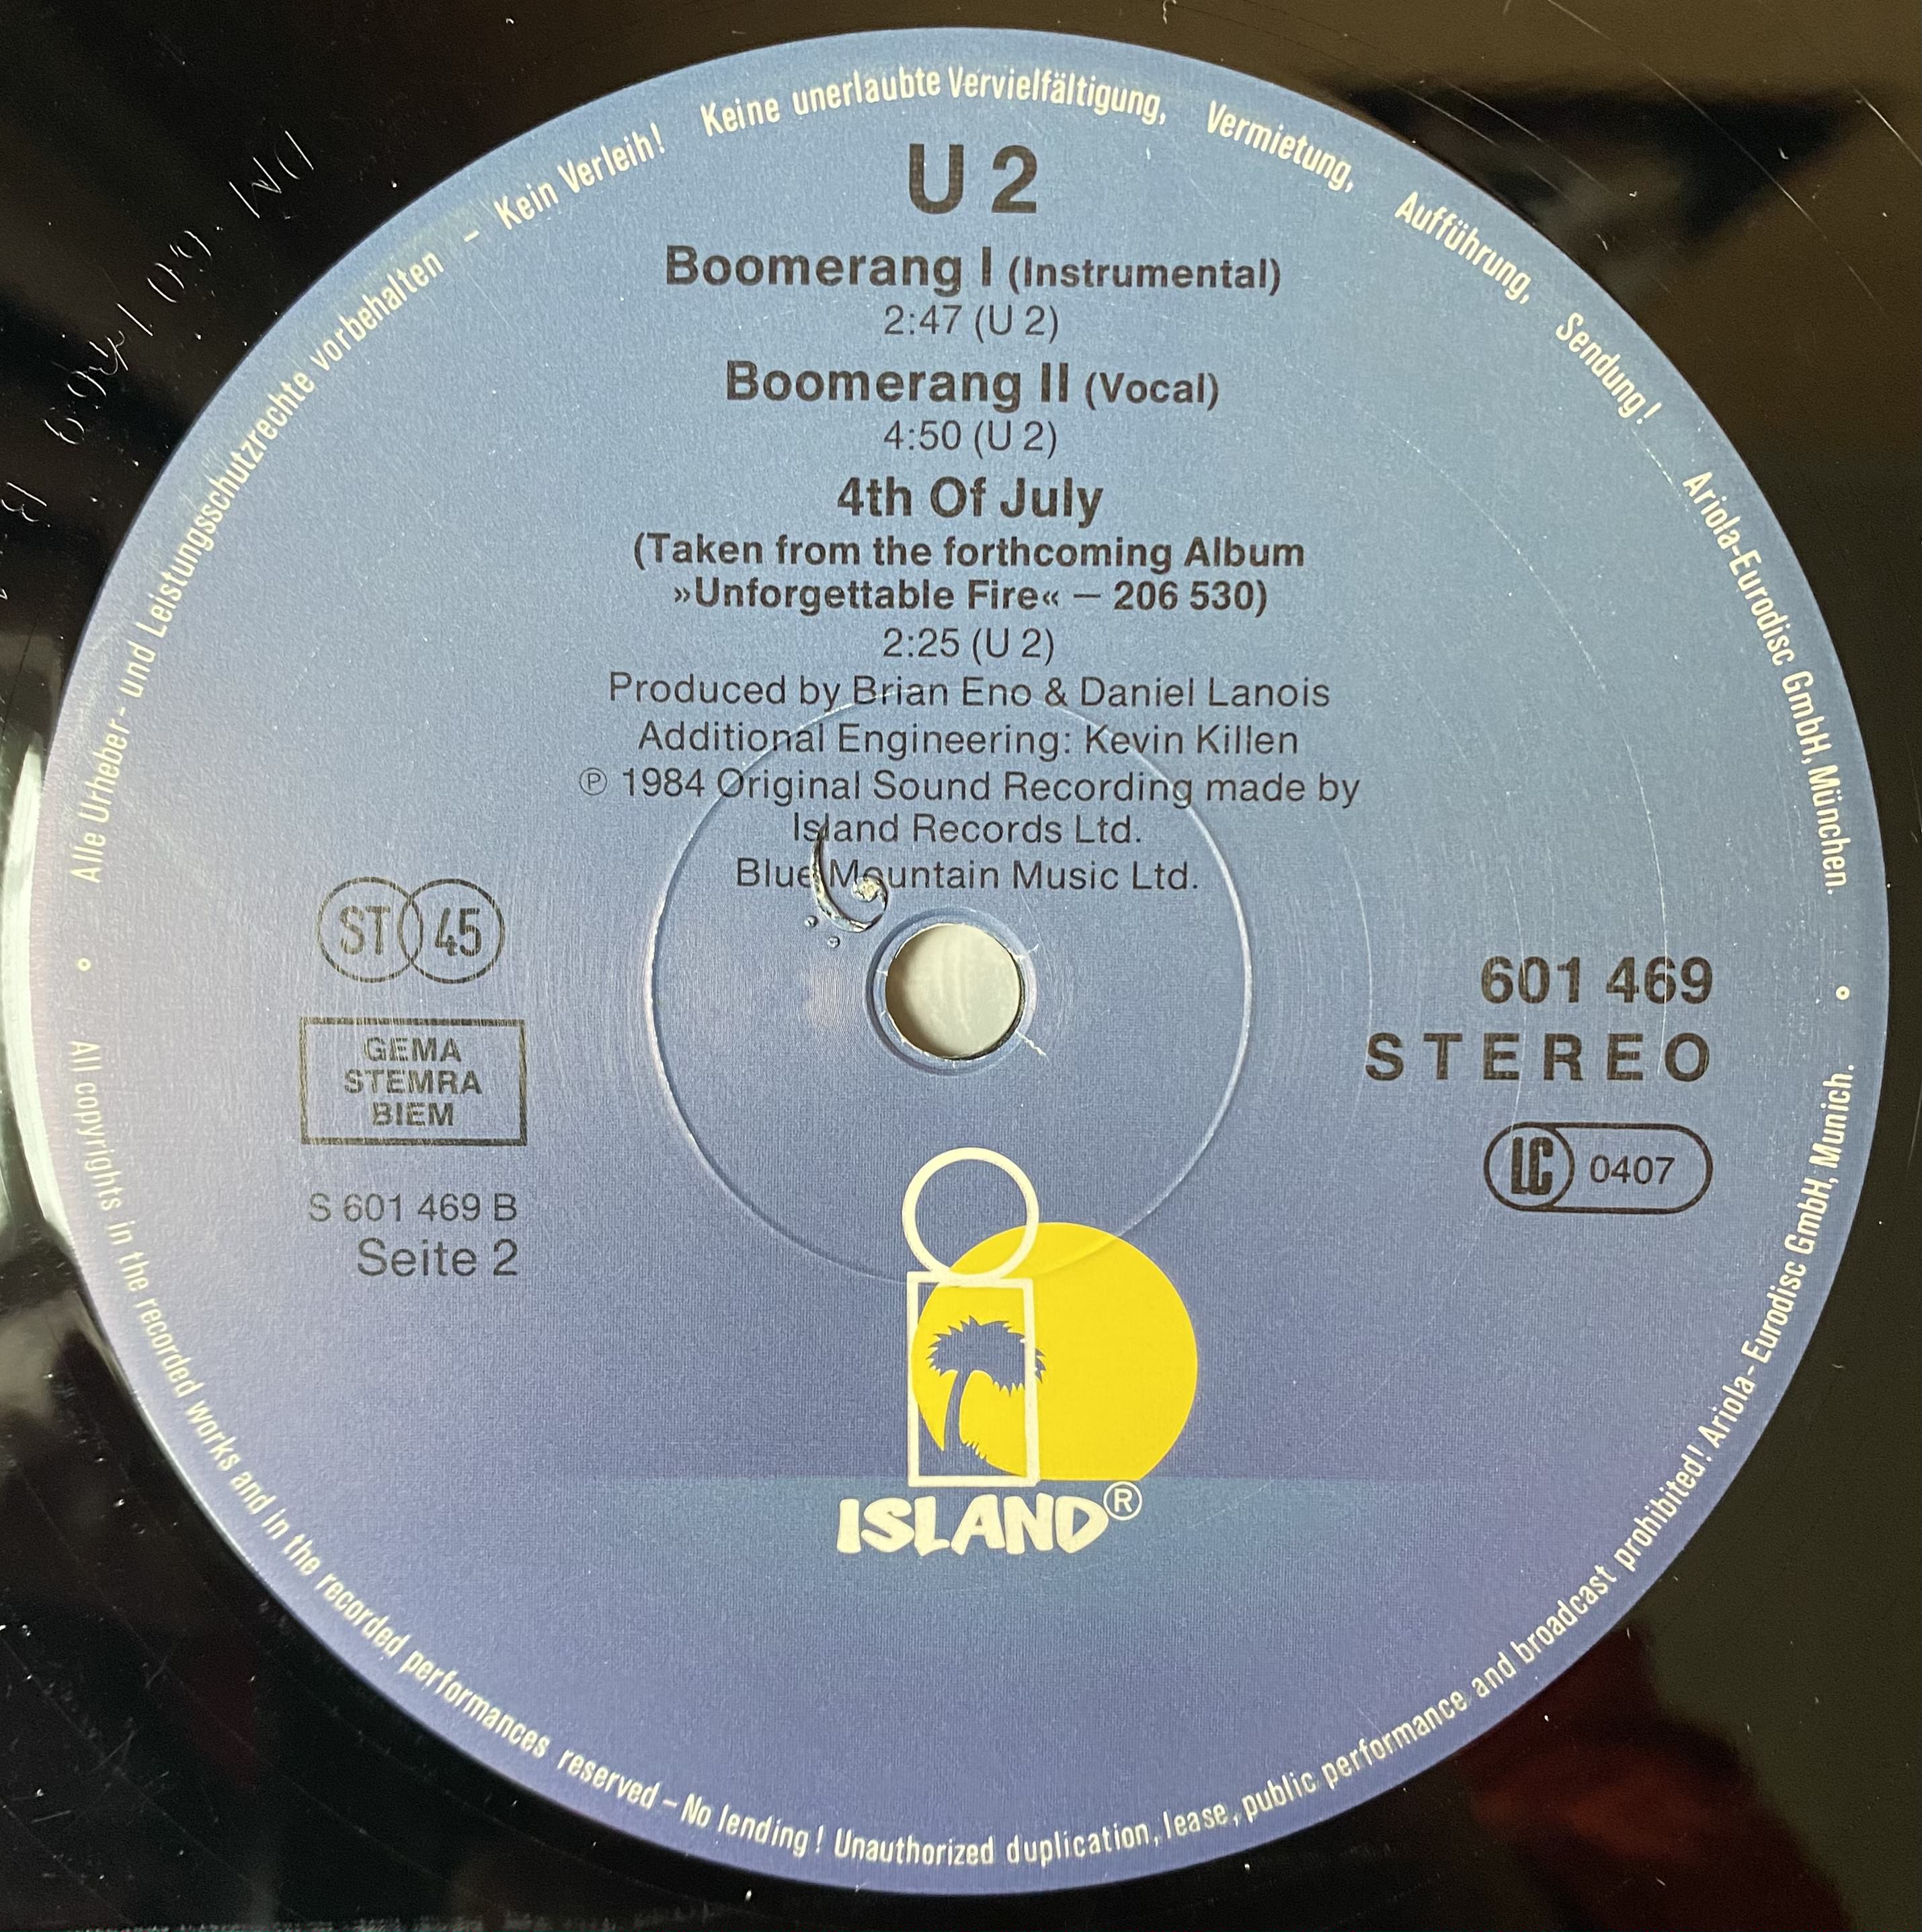 Alle Urheber- und Leistungsschutzrechte vorbehalten – Kein Verleih! Keine unerlaubte Vervielfältigung, Vermietung, Aufführung, Sendung! Ariola-Eurodisc GmbH, München.
U 2
Boomerang I (Instrumental)
2:47 (U 2)
Boomerang II (Vocal)
4:50 (U 2)
4th Of July
(Taken from the forthcoming Album
»Unforgettable Fire« — 206 530)
2:25 (U 2)
Produced by Brian Eno & Daniel Lanois
Additional Engineering: Kevin Killen
℗ 1984 Original Sound Recording made by
Island Records Ltd.
Blue Mountain Music Ltd.
ST 45
GEMA
STEMRA
BIEM
S 601 469 B
Seite 2
601 469
STEREO
LC 0407
ISLAND®
All copyrights in the recorded works and in the recorded performances reserved – No lending! Unauthorized duplication, lease, public performance and broadcast prohibited! Ariola-Eurodisc GmbH, Munich.